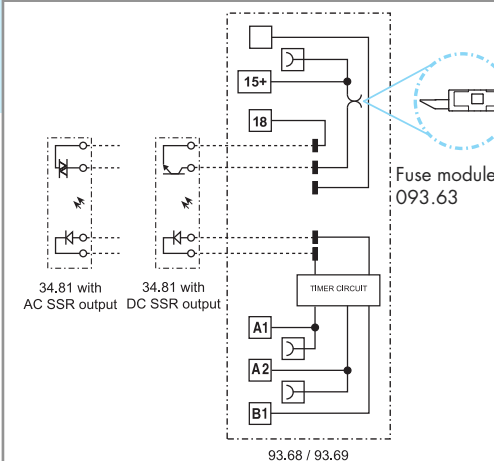 15+
18
Fuse module
093.63
34.81 with
AC SSR output
34.81 with
DC SSR output
TIMER CIRCUIT
A1
A2
B1
93.68 / 93.69